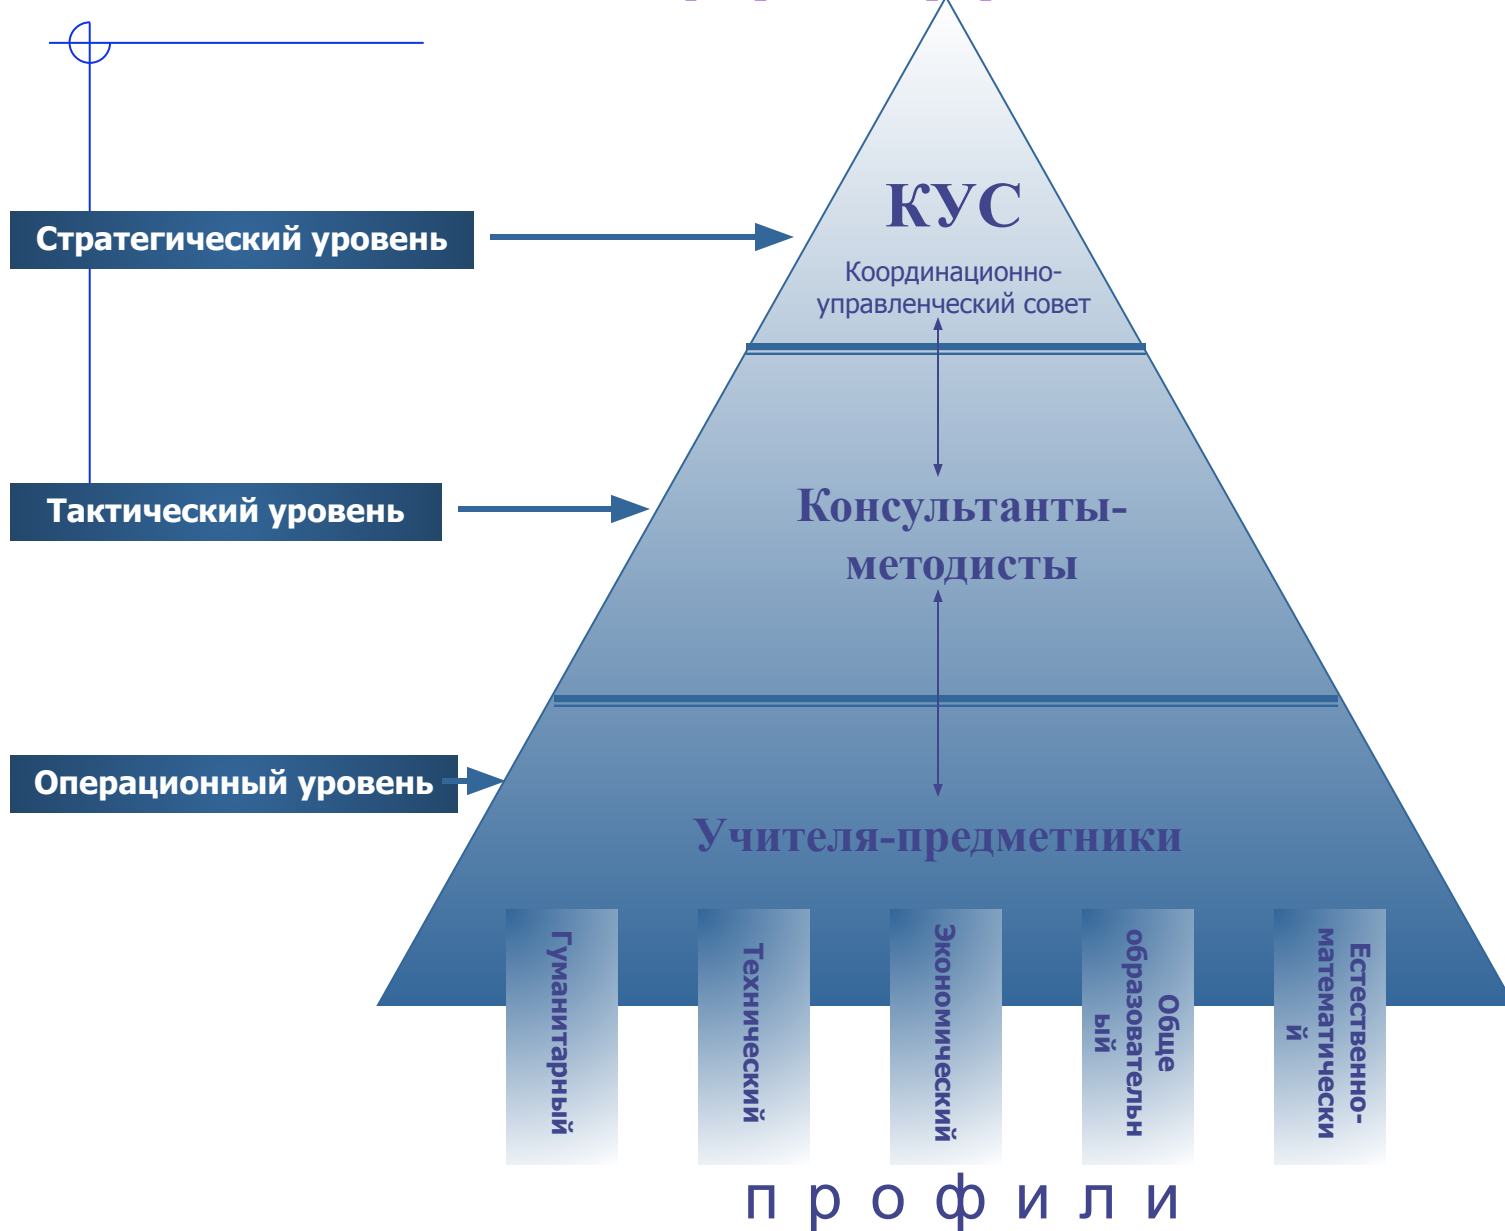 КУС
Стратегический уровень
Координационно-
управленческий совет
Консультанты-
методисты
Тактический уровень
Операционный уровень
Учителя-предметники
Гуманитарный
Технический
Экономический
Обще
образовательн
ый
Естественно-
математически
й
профили